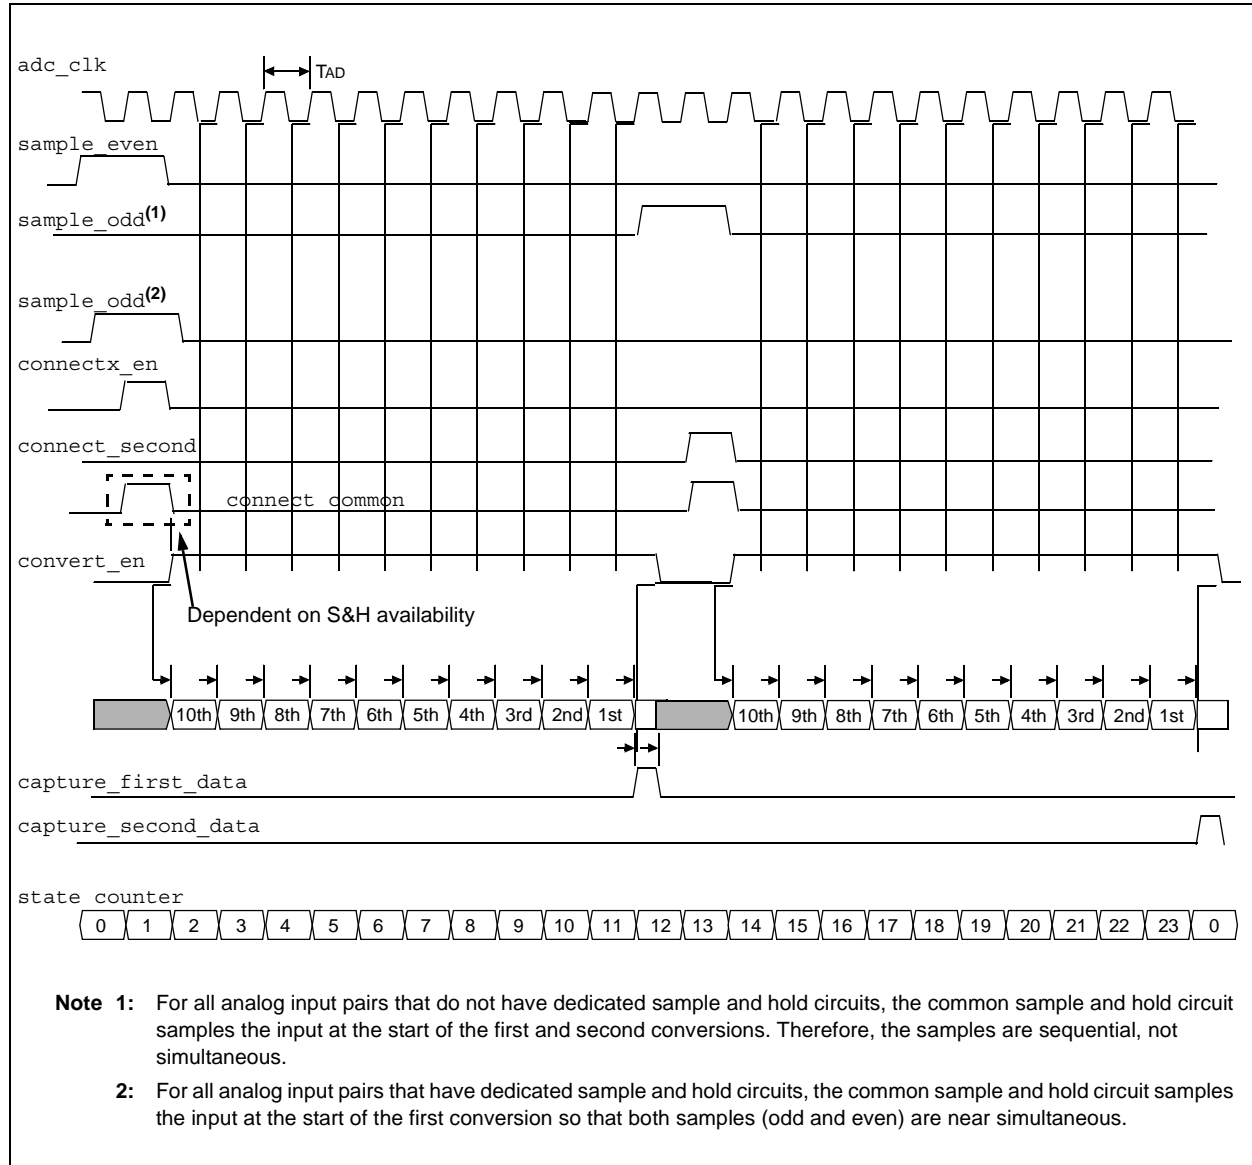 adc_clk
TAD
sample_even
sample_odd(1)
sample_odd(2)
connectx_en
connect_second
connect_common
convert_en
Dependent on S&H availability
10th 9th 8th 7th 6th 5th 4th 3rd 2nd 1st 10th 9th 8th 7th 6th 5th 4th 3rd 2nd 1st
capture_first_data
capture_second_data
state counter
0 1 2 3 4 5 6 7 8 9 10 11 12 13 14 15 16 17 18 19 20 21 22 23 0
Note 1: For all analog input pairs that do not have dedicated sample and hold circuits, the common sample and hold circuit
samples the input at the start of the first and second conversions. Therefore, the samples are sequential, not
simultaneous.
2: For all analog input pairs that have dedicated sample and hold circuits, the common sample and hold circuit samples
the input at the start of the first conversion so that both samples (odd and even) are near simultaneous.